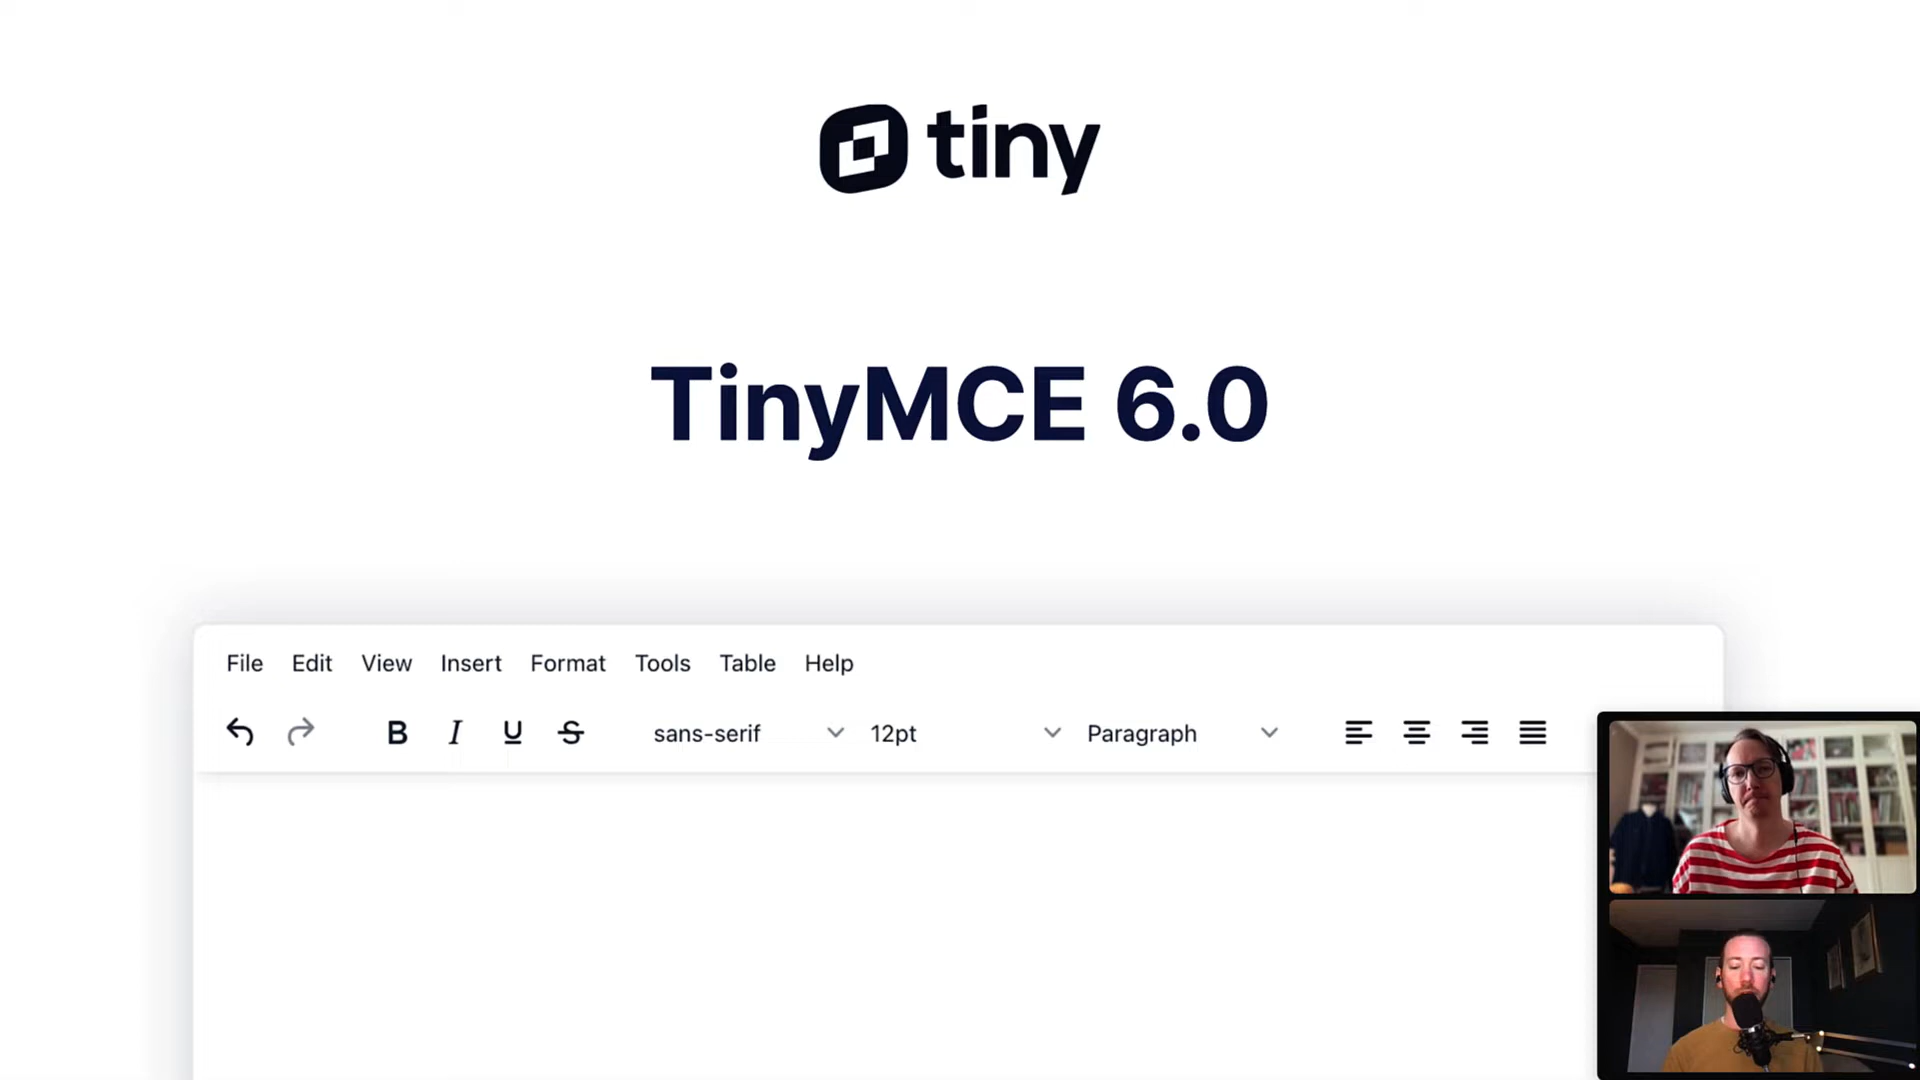 tiny
TinyMCE 6.0
File Edit View Insert Format Tools Table Help
B I U S sans-serif 12pt Paragraph